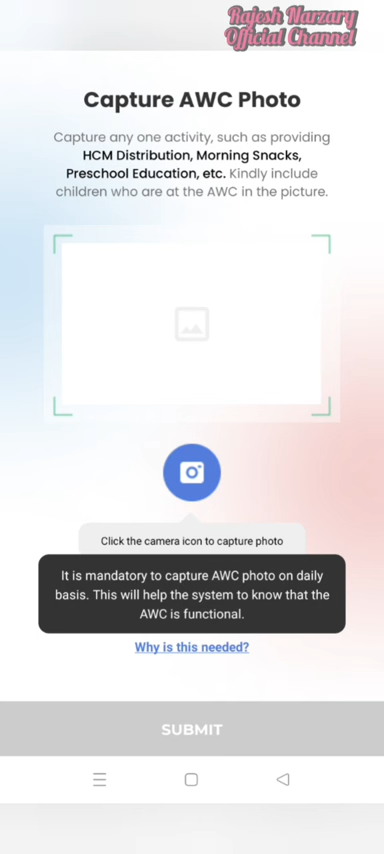 Rajesh Narzary
Official Channel
Capture AWC Photo
Capture any one activity, such as providing
HCM Distribution, Morning Snacks,
Preschool Education, etc. Kindly include
children who are at the AWC in the picture.
Click the camera icon to capture photo
It is mandatory to capture AWC photo on daily
basis. This will help the system to know that the
AWC is functional.
Why is this needed?
SUBMIT